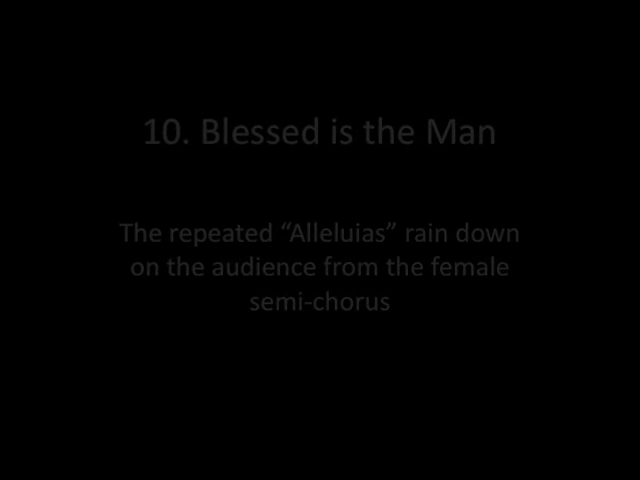 10. Blessed is the Man
The repeated “Alleluias” rain down
on the audience from the female
semi-chorus